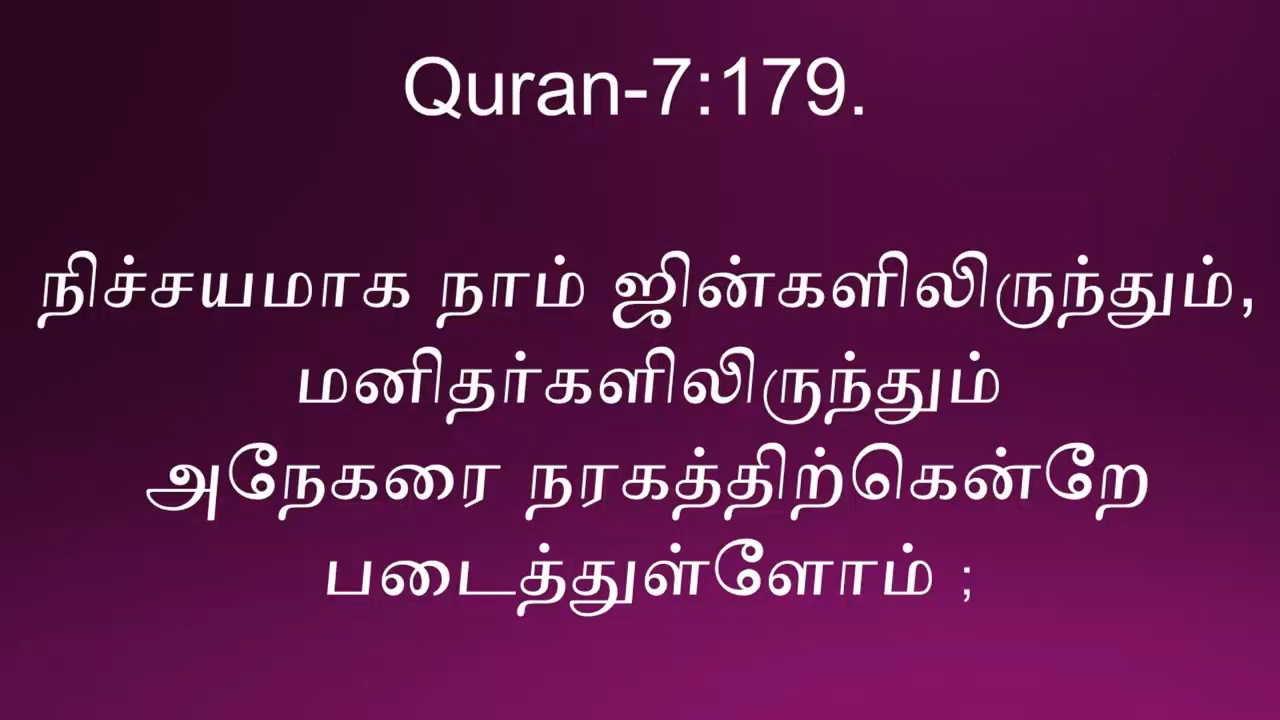 Quran-7:179.
நிச்சயமாக நாம் ஜின்களிலிருந்தும்,
மனிதர்களிலிருந்தும்
அநேகரை நரகத்திற்கென்றே
படைத்துள்ளோம் ;